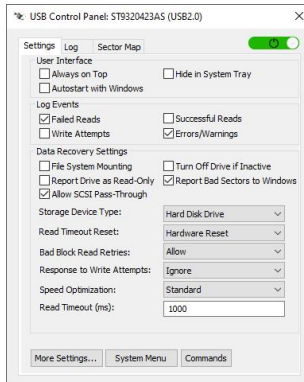 USB Control Panel: ST9320423AS (USB2.0)
Settings Log Sector Map
User Interface
Always on Top Hide in System Tray
Autostart with Windows
Log Events
Failed Reads Successful Reads
Write Attempts Errors/Warnings
Data Recovery Settings
File System Mounting Turn Off Drive if Inactive
Report Drive as Read-Only Report Bad Sectors to Windows
Allow SCSI Pass-Through
Storage Device Type: Hard Disk Drive
Read Timeout Reset: Hardware Reset
Bad Block Read Retries: Allow
Response to Write Attempts: Ignore
Speed Optimization: Standard
Read Timeout (ms): 1000
More Settings... System Menu Commands